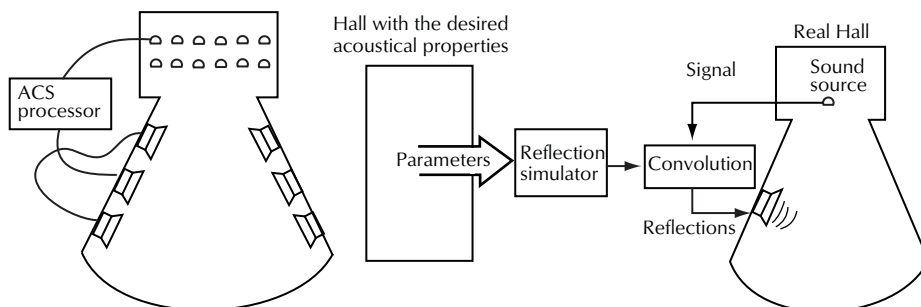 ACS
processor
Hall with the desired
acoustical properties
Parameters
Reflection
simulator
Signal
Convolution
Reflections
Real Hall
Sound
source